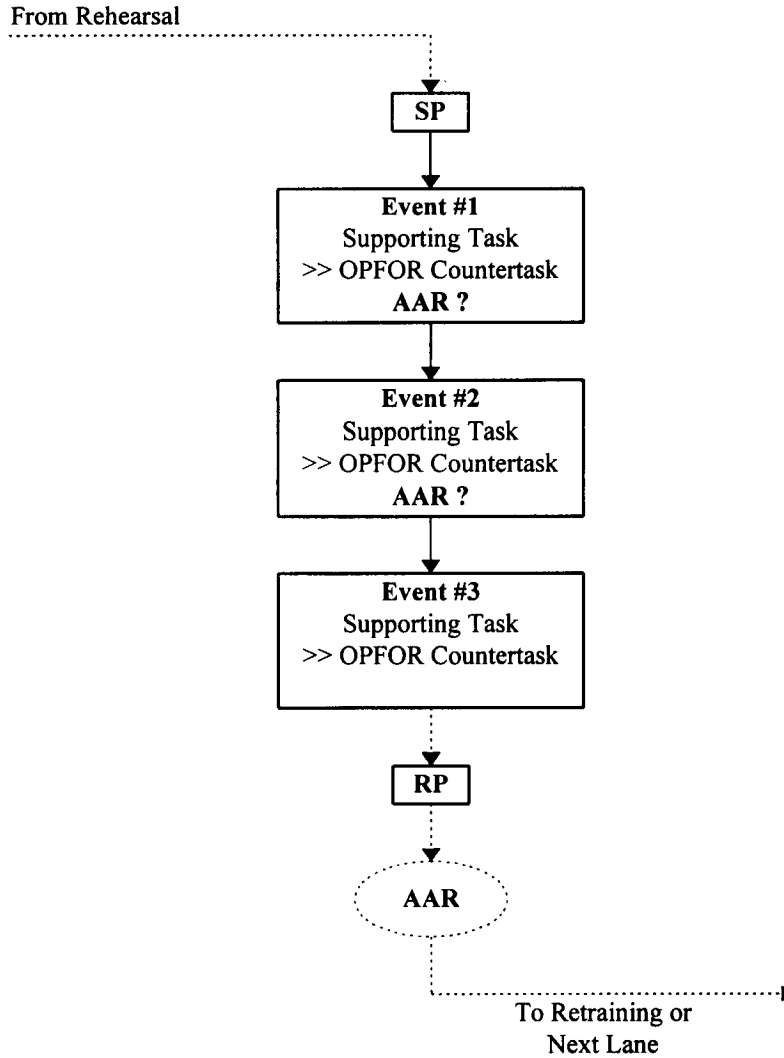 From Rehearsal
SP
Event #1
Supporting Task
>> OPFOR Countertask
AAR ?
Event #2
Supporting Task
>> OPFOR Countertask
AAR ?
Event #3
Supporting Task
>> OPFOR Countertask
RP
AAR
To Retraining or
Next Lane